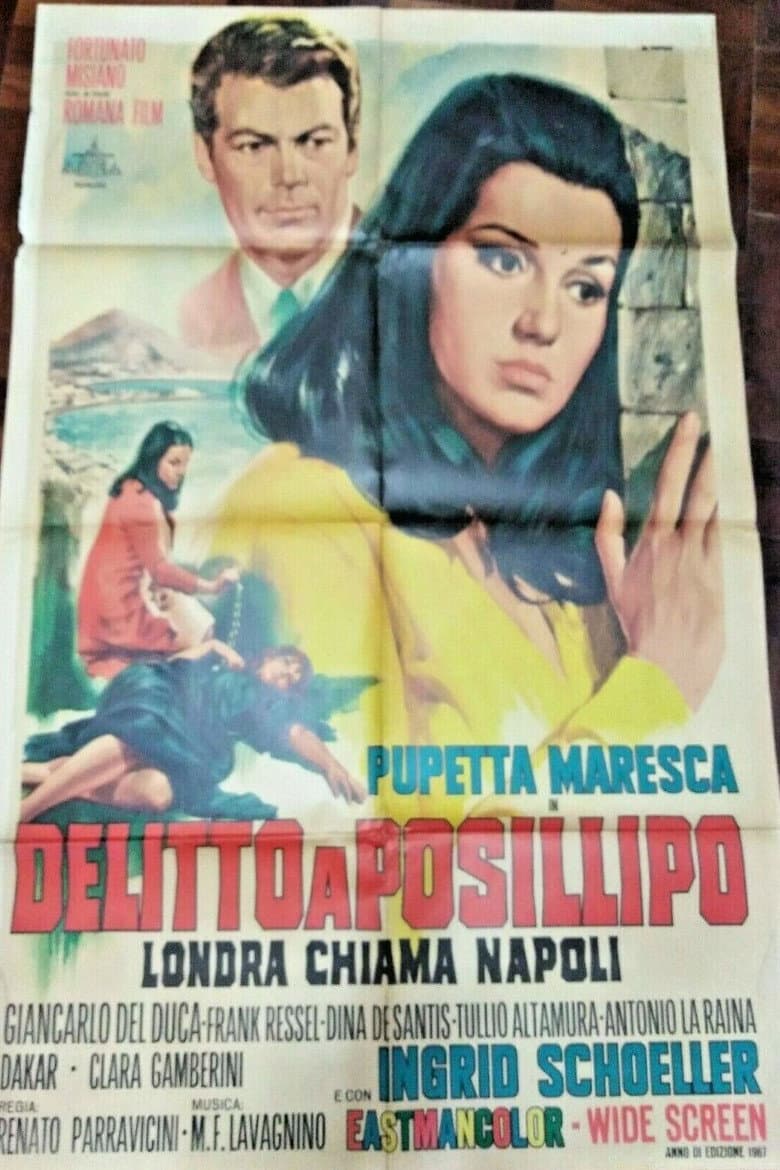 FORTUNATO
MISIANO
ROMANA FILM
PUPETTA MARESCA
IN
DELITTO A POSILLIPO
LONDRA CHIAMA NAPOLI
GIANCARLO DEL DUCA-FRANK RESSEL-DINA DE SANTIS-TULLIO ALTAMURA-ANTONIO LA RAINA
DAKAR · CLARA GAMBERINI
E CON INGRID SCHOELLER
REGIA: MUSICA:
RENATO PARRAVICINI · M.F. LAVAGNINO EASTMANCOLOR - WIDE SCREEN
ANNO DI EDIZIONE 1967